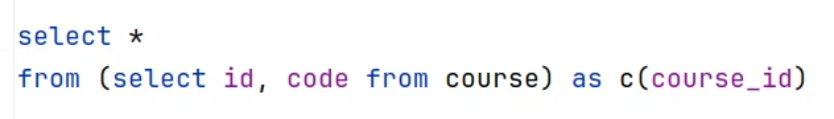 select *
from (select id, code from course) as c(course_id)